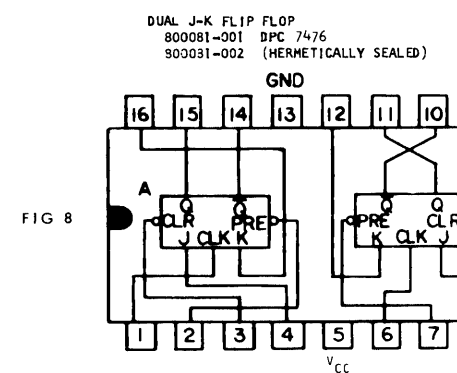 DUAL J-K FLIP FLOP
800081-001 DPC 7476
800081-002 (HERMETICALLY SEALED)
GND
16 15 14 13 12 11 10
A
FIG 8
Q Q Q Q
CLR PRE PRE CLR
J CLK K K CLK J
1 2 3 4 5 6 7
VCC